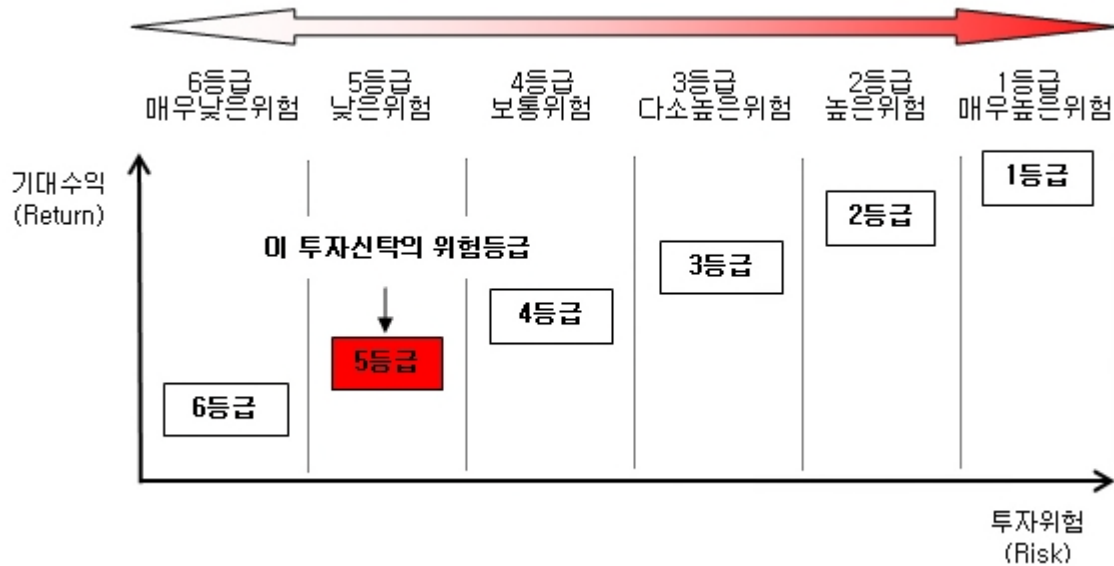 6등급 5등급 4등급 3등급 2등급 1등급
매우낮은위험 낮은위험 보통위험 다소높은위험 높은위험 매우높은위험
기대수익
(Return)
1등급
2등급
이 투자신탁의 위험등급
3등급
4등급
5등급
6등급
투자위험
(Risk)